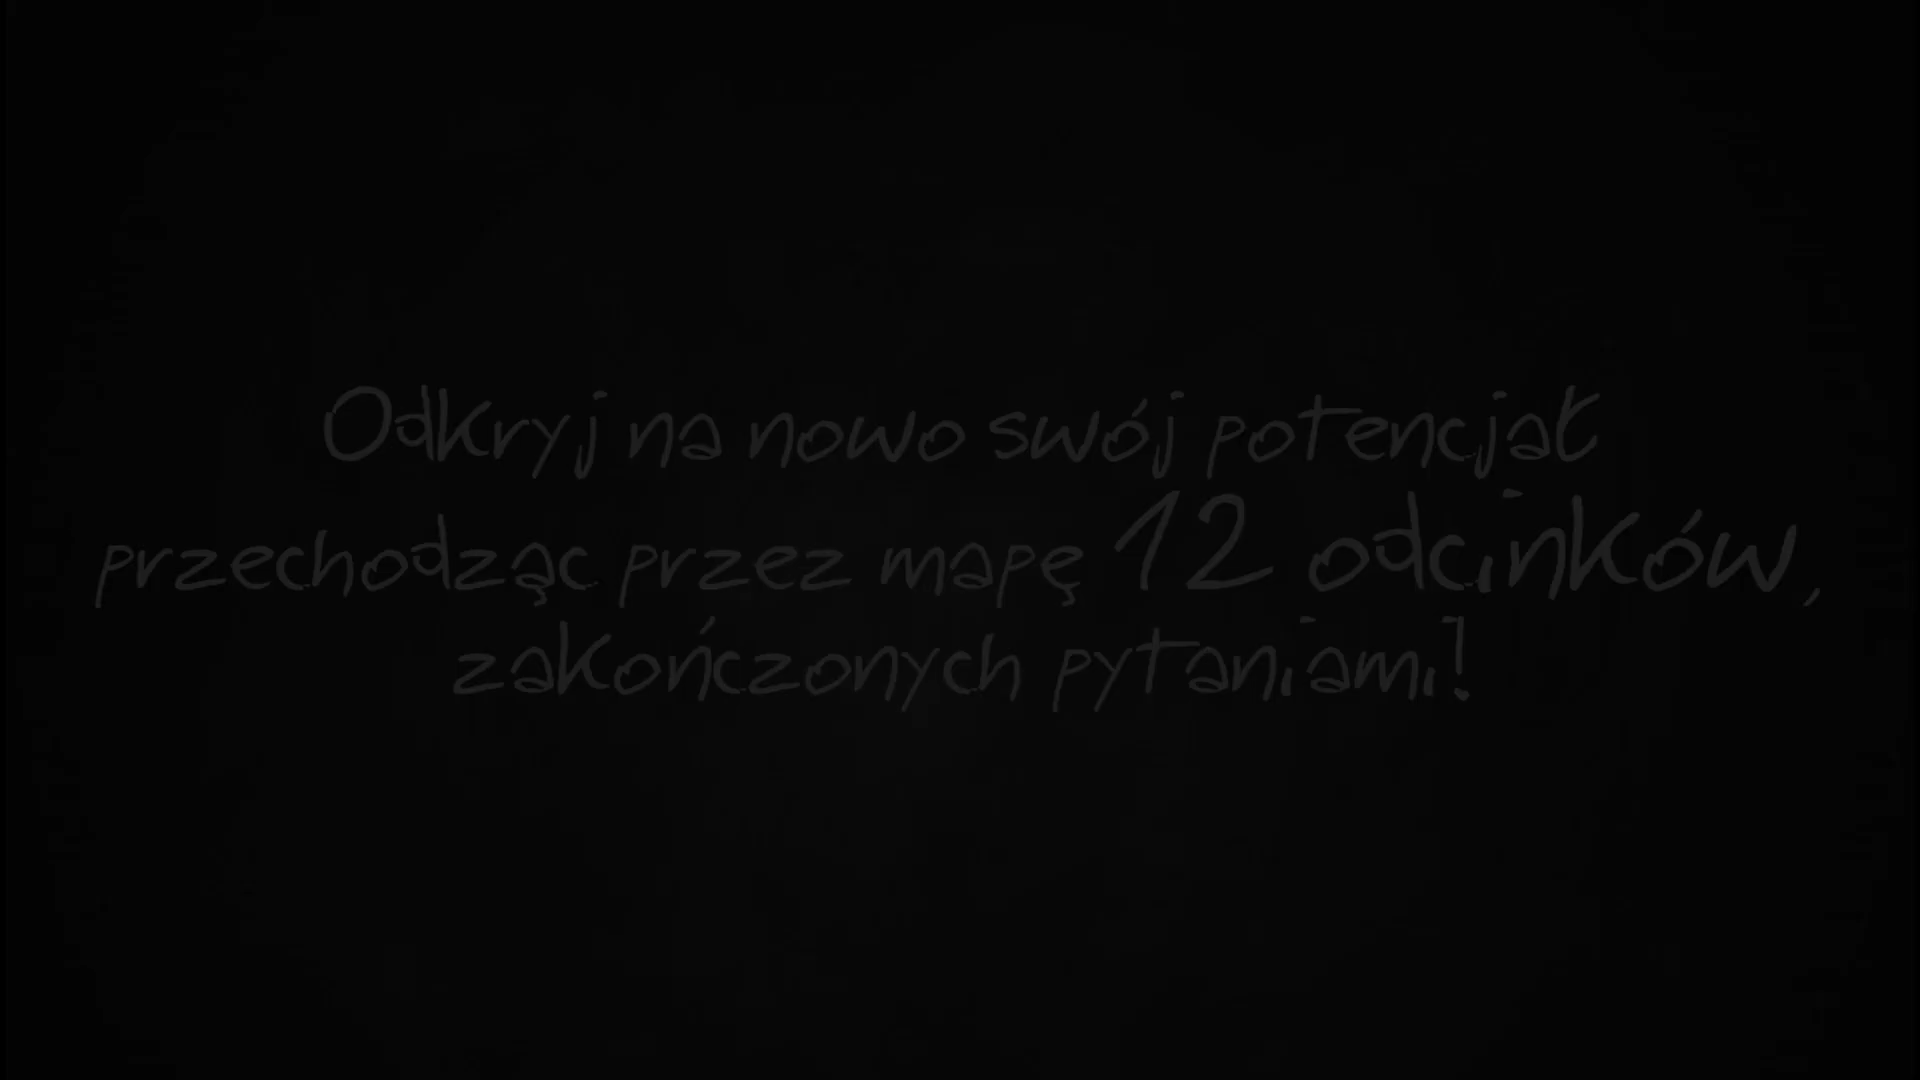 Odkryj na nowo swój potencjał
przechodząc przez mapę 12 odcinków,
zakończonych pytaniami!